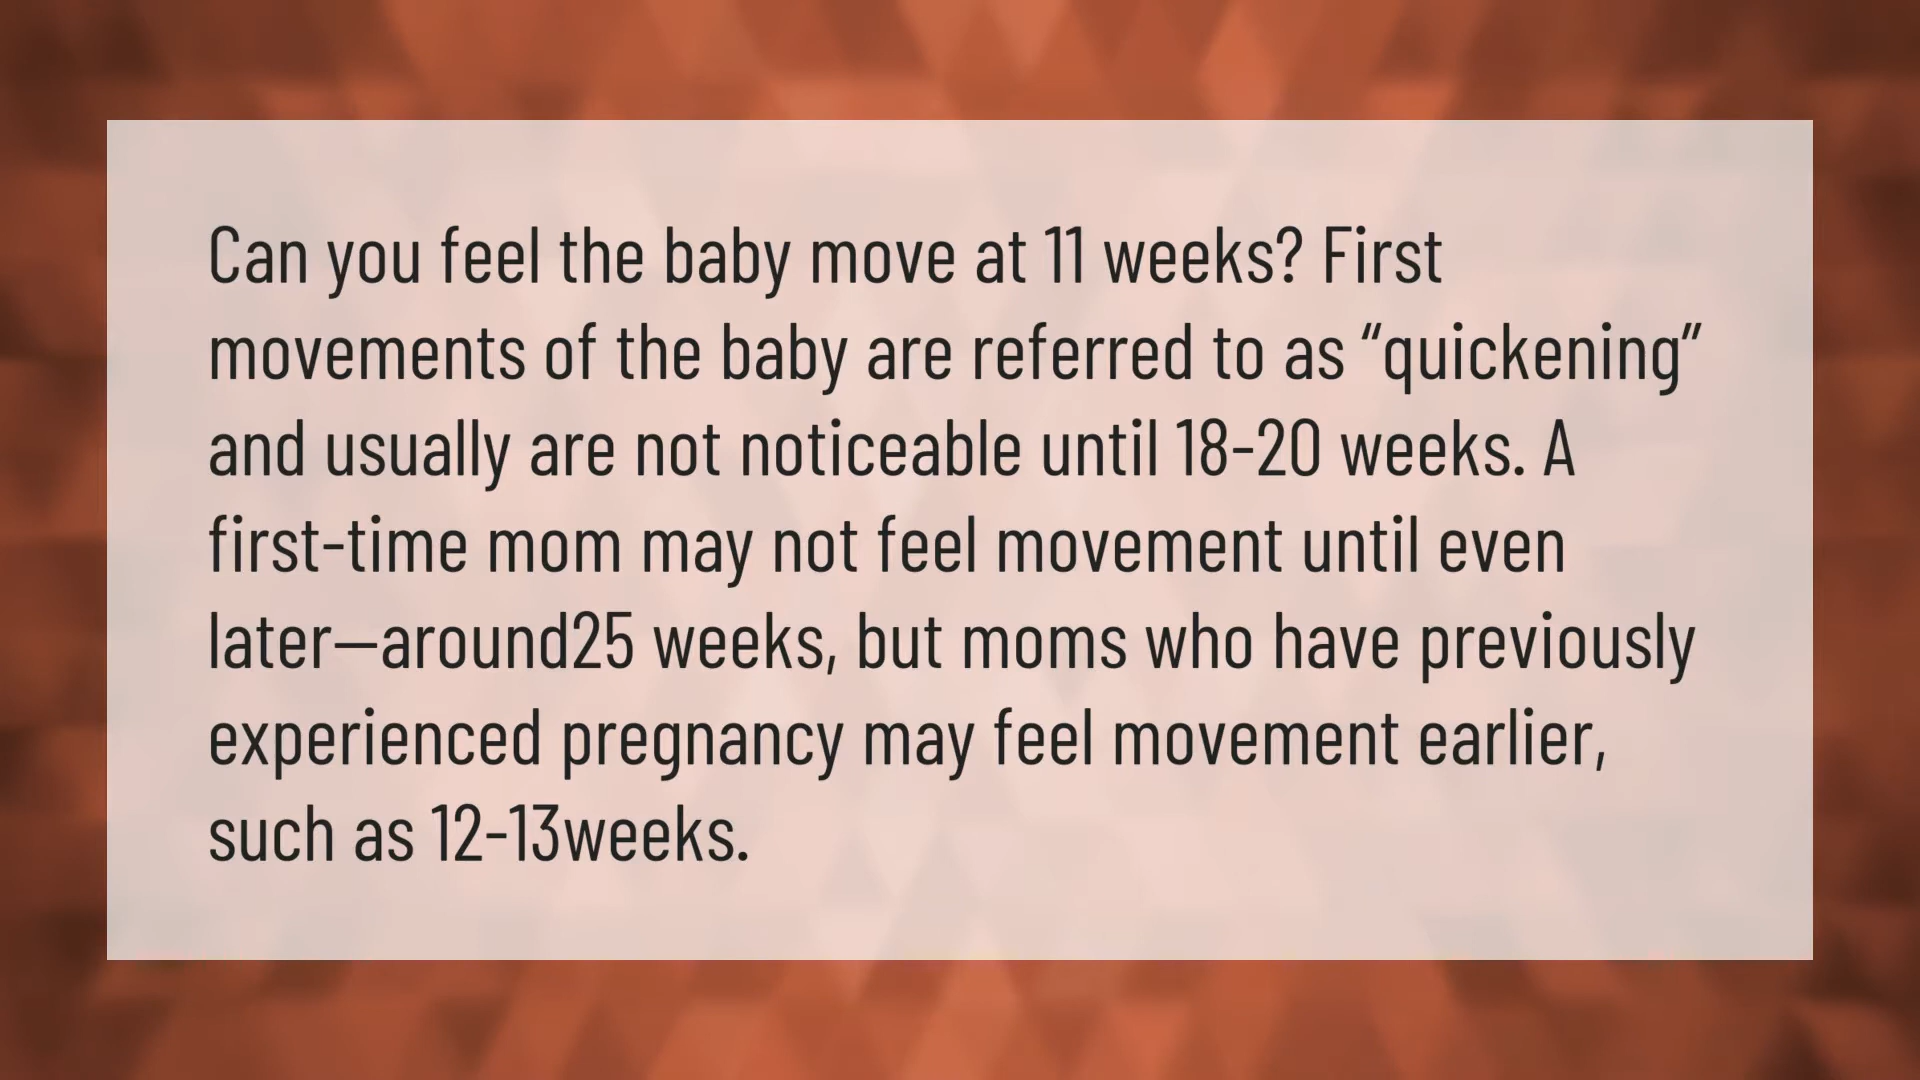 Can you feel the baby move at 11 weeks? First
movements of the baby are referred to as “quickening”
and usually are not noticeable until 18-20 weeks. A
first-time mom may not feel movement until even
later—around25 weeks, but moms who have previously
experienced pregnancy may feel movement earlier,
such as 12-13weeks.